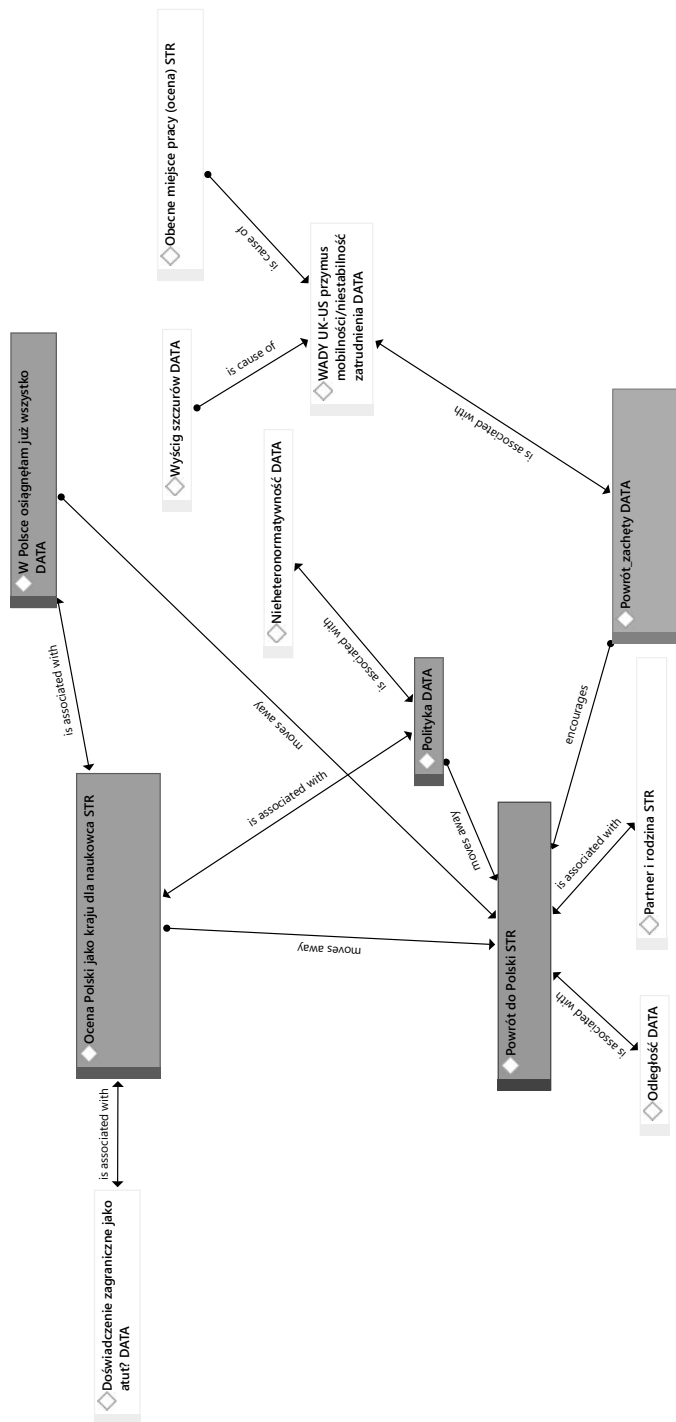 Doświadczenie zagraniczne jako
atut? DATA
is associated with
Ocena Polski jako kraju dla naukowca STR
is associated with
W Polsce osiągnęłam już wszystko
DATA
moves away
is associated with
moves away
Obecne miejsce pracy (ocena) STR
is cause of
Wyścig szczurów DATA
is cause of
WADY UK-US przymus
mobilności/niestabilność
zatrudnienia DATA
Nieheteronormatywność DATA
is associated with
Polityka DATA
moves away
is associated with
Powrót do Polski STR
Powrót_zachęty DATA
encourages
is associated with
Partner i rodzina STR
is associated with
Odległość DATA